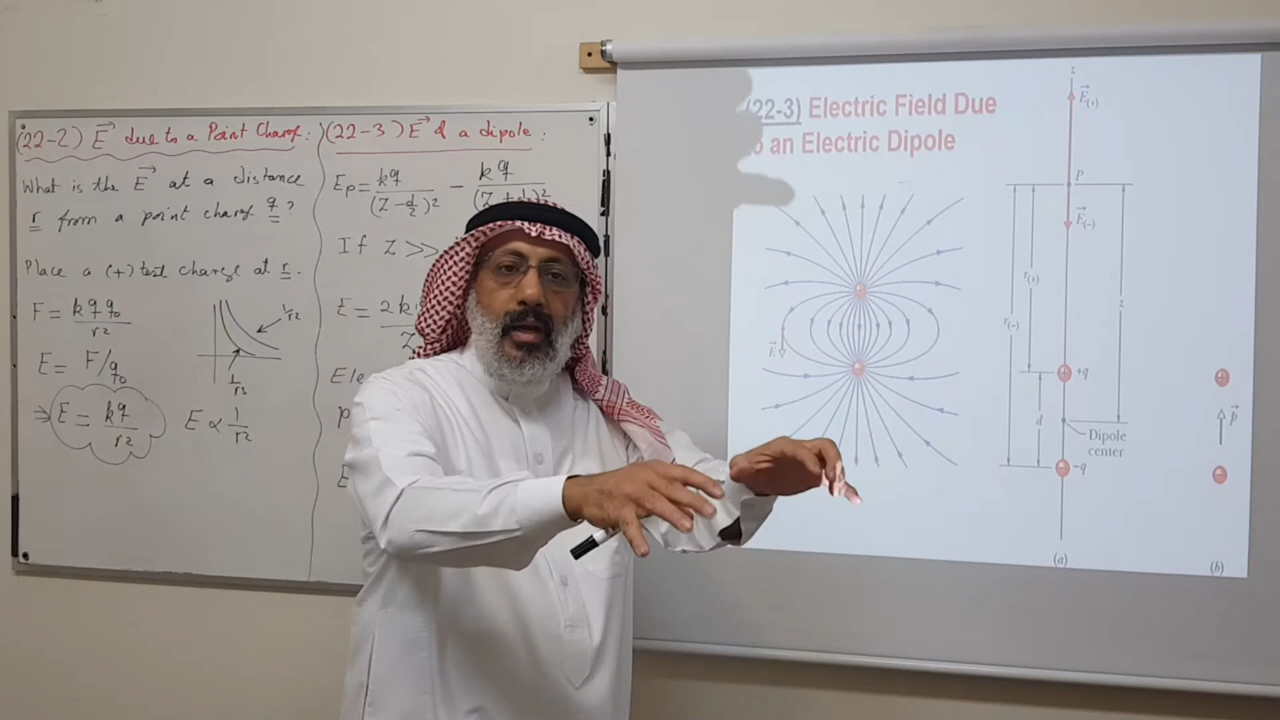 (22-2) E⃗ due to a Point Charge:
What is the E⃗ at a distance
r from a point charge q?
Place a (+) test charge at r.
F = kqq₀/r²
E = F/q₀
⇒ E = kq/r²
1/r²
1/r³
E ∝ 1/r²
(22-3) E⃗ of a dipole:
E_P = kq/(Z-d/2)² - kq/(Z+d/2)²
If Z >>
E = 2k
Z
Ele
p
E
(22-3) Electric Field Due
an Electric Dipole
E⃗
z
E⃗(+)
P
E⃗(-)
r(+)
r(-)
z
+q
d
Dipole
center
-q
(a)
p⃗
(b)